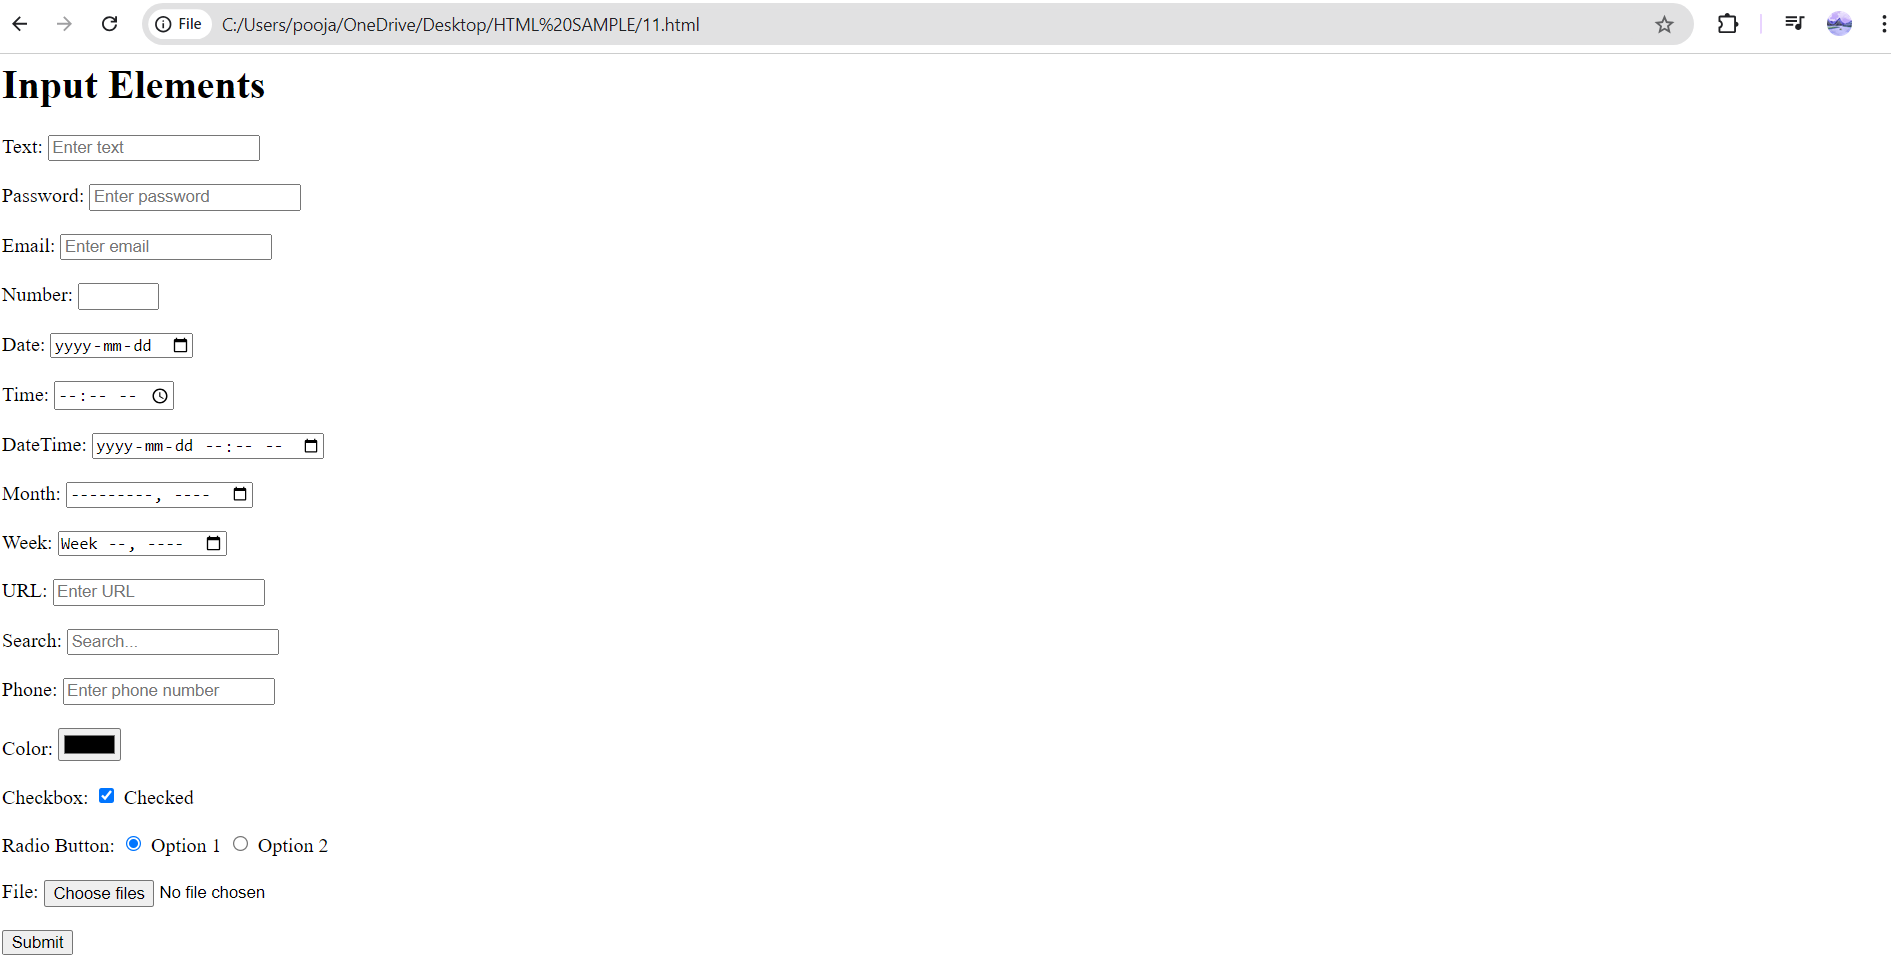 File C:/Users/pooja/OneDrive/Desktop/HTML%20SAMPLE/11.html
Input Elements
Text: Enter text
Password: Enter password
Email: Enter email
Number:
Date: yyyy-mm-dd
Time: --:-- --
DateTime: yyyy-mm-dd --:-- --
Month: ---------, ----
Week: Week --, ----
URL: Enter URL
Search: Search...
Phone: Enter phone number
Color:
Checkbox: Checked
Radio Button: Option 1 Option 2
File: Choose files No file chosen
Submit